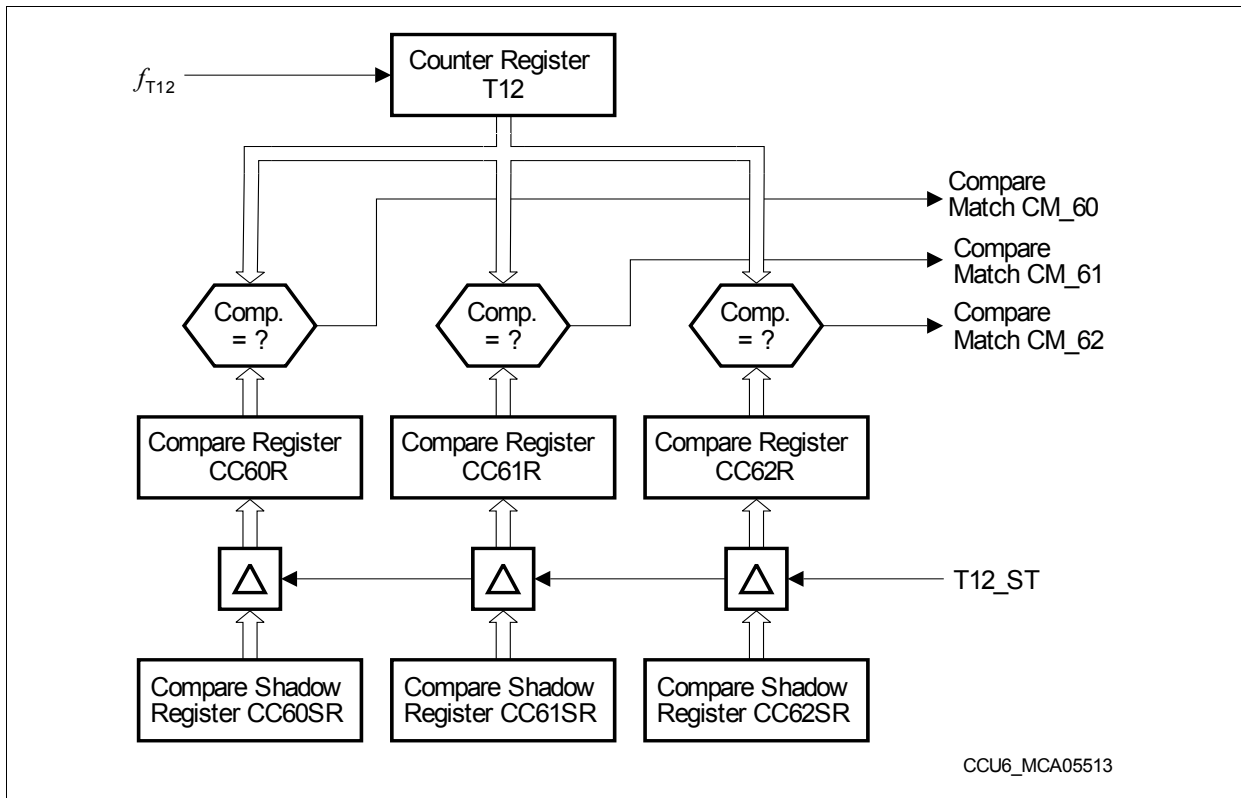 Counter Register
T12
fT12
Compare
Match CM_60
Compare
Match CM_61
Compare
Match CM_62
Comp.
= ?
Comp.
= ?
Comp.
= ?
Compare Register
CC60R
Compare Register
CC61R
Compare Register
CC62R
T12_ST
Compare Shadow
Register CC60SR
Compare Shadow
Register CC61SR
Compare Shadow
Register CC62SR
CCU6_MCA05513